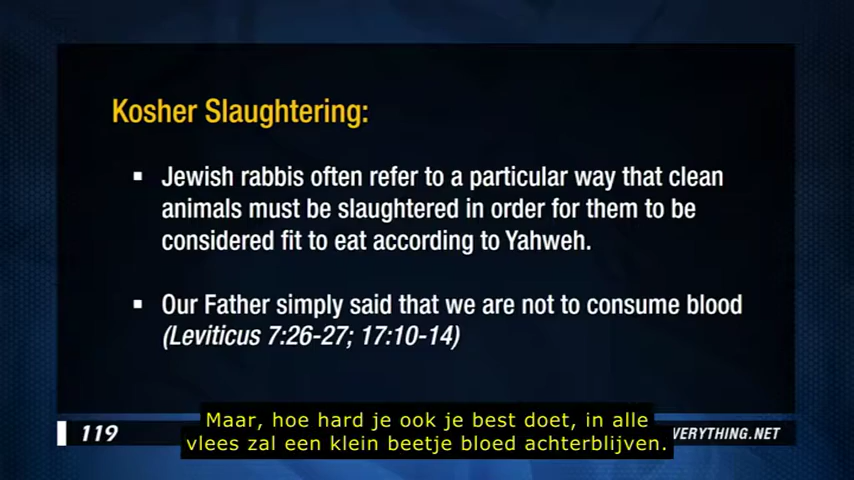 Kosher Slaughtering:
▪ Jewish rabbis often refer to a particular way that clean
animals must be slaughtered in order for them to be
considered fit to eat according to Yahweh.
▪ Our Father simply said that we are not to consume blood
(Leviticus 7:26-27; 17:10-14)
Maar, hoe hard je ook je best doet, in alle
vlees zal een klein beetje bloed achterblijven.
119
VERYTHING.NET